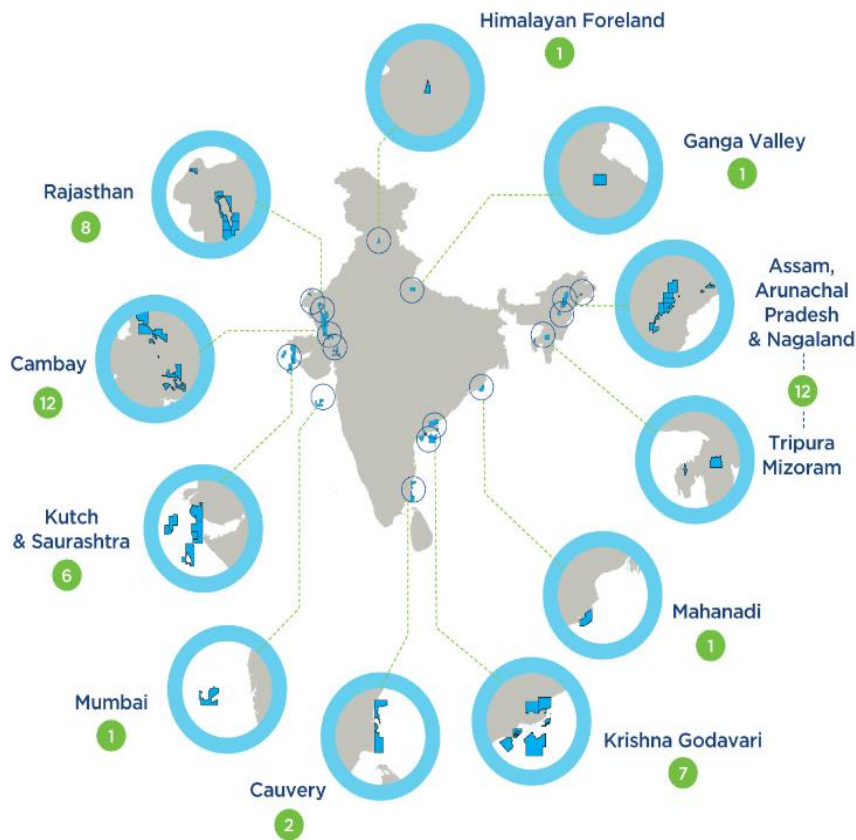 Himalayan Foreland
1
Ganga Valley
1
Rajasthan
8
Assam,
Arunachal
Pradesh
& Nagaland
12
Tripura
Mizoram
Cambay
12
Kutch
& Saurashtra
6
Mahanadi
1
Mumbai
1
Krishna Godavari
7
Cauvery
2